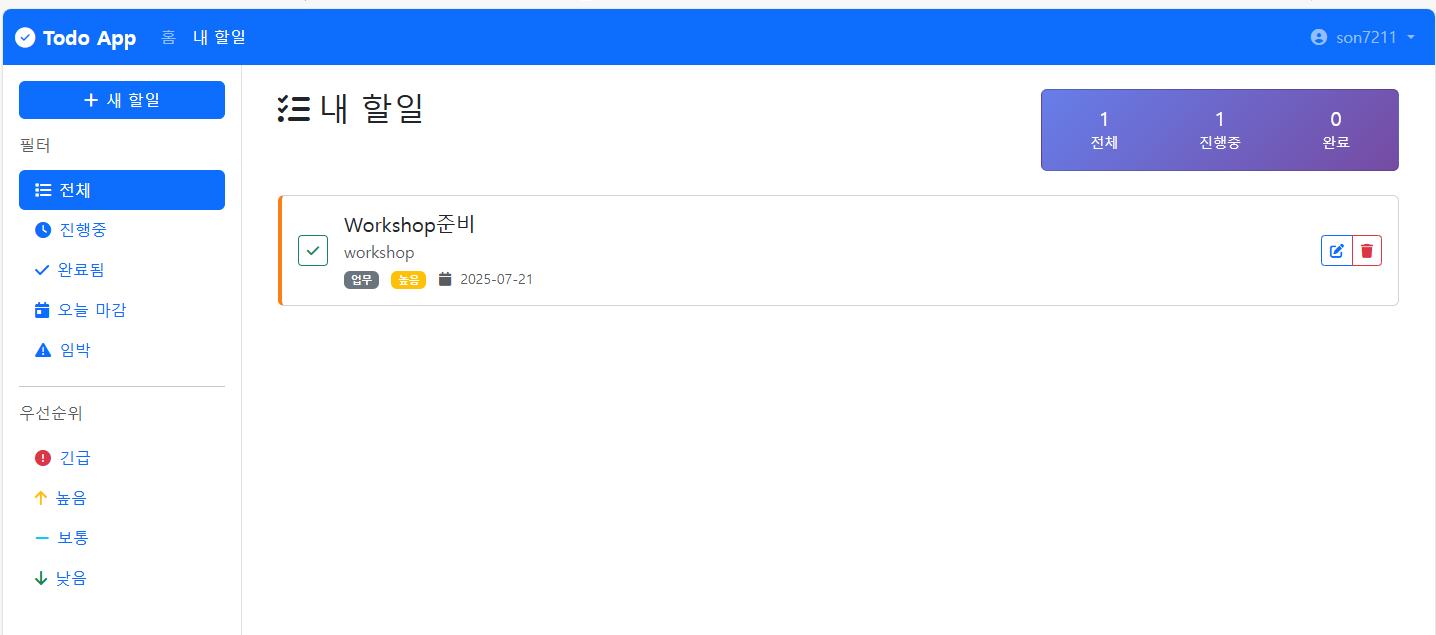 Todo App 홈 내 할일 son7211
새 할일
필터
전체
진행중
완료됨
오늘 마감
임박
우선순위
긴급
높음
보통
낮음
내 할일
1 1 0
전체 진행중 완료
Workshop준비
workshop
업무 높음 2025-07-21